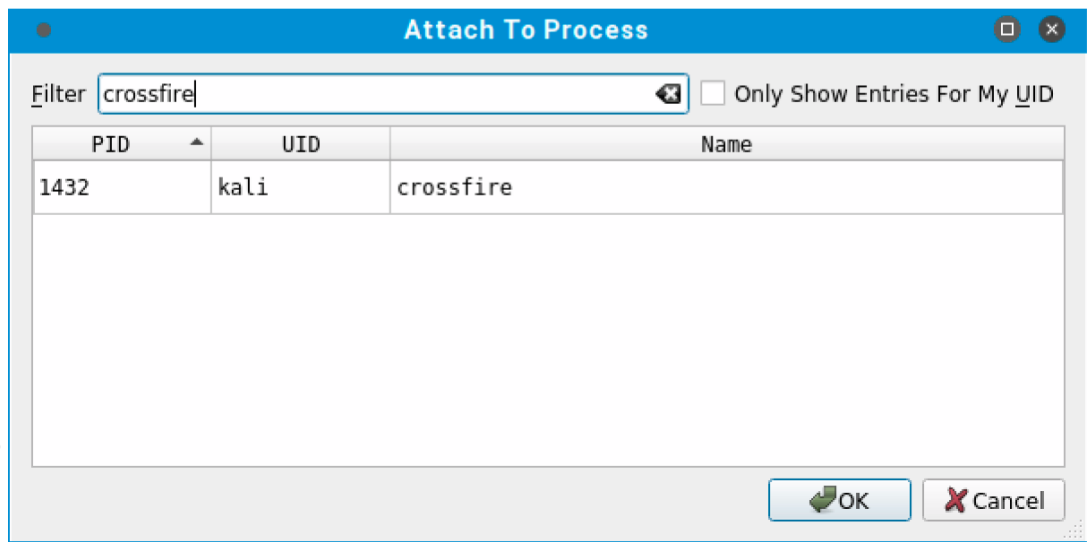 Attach To Process
Filter crossfire Only Show Entries For My UID
PID UID Name
1432 kali crossfire
OK Cancel